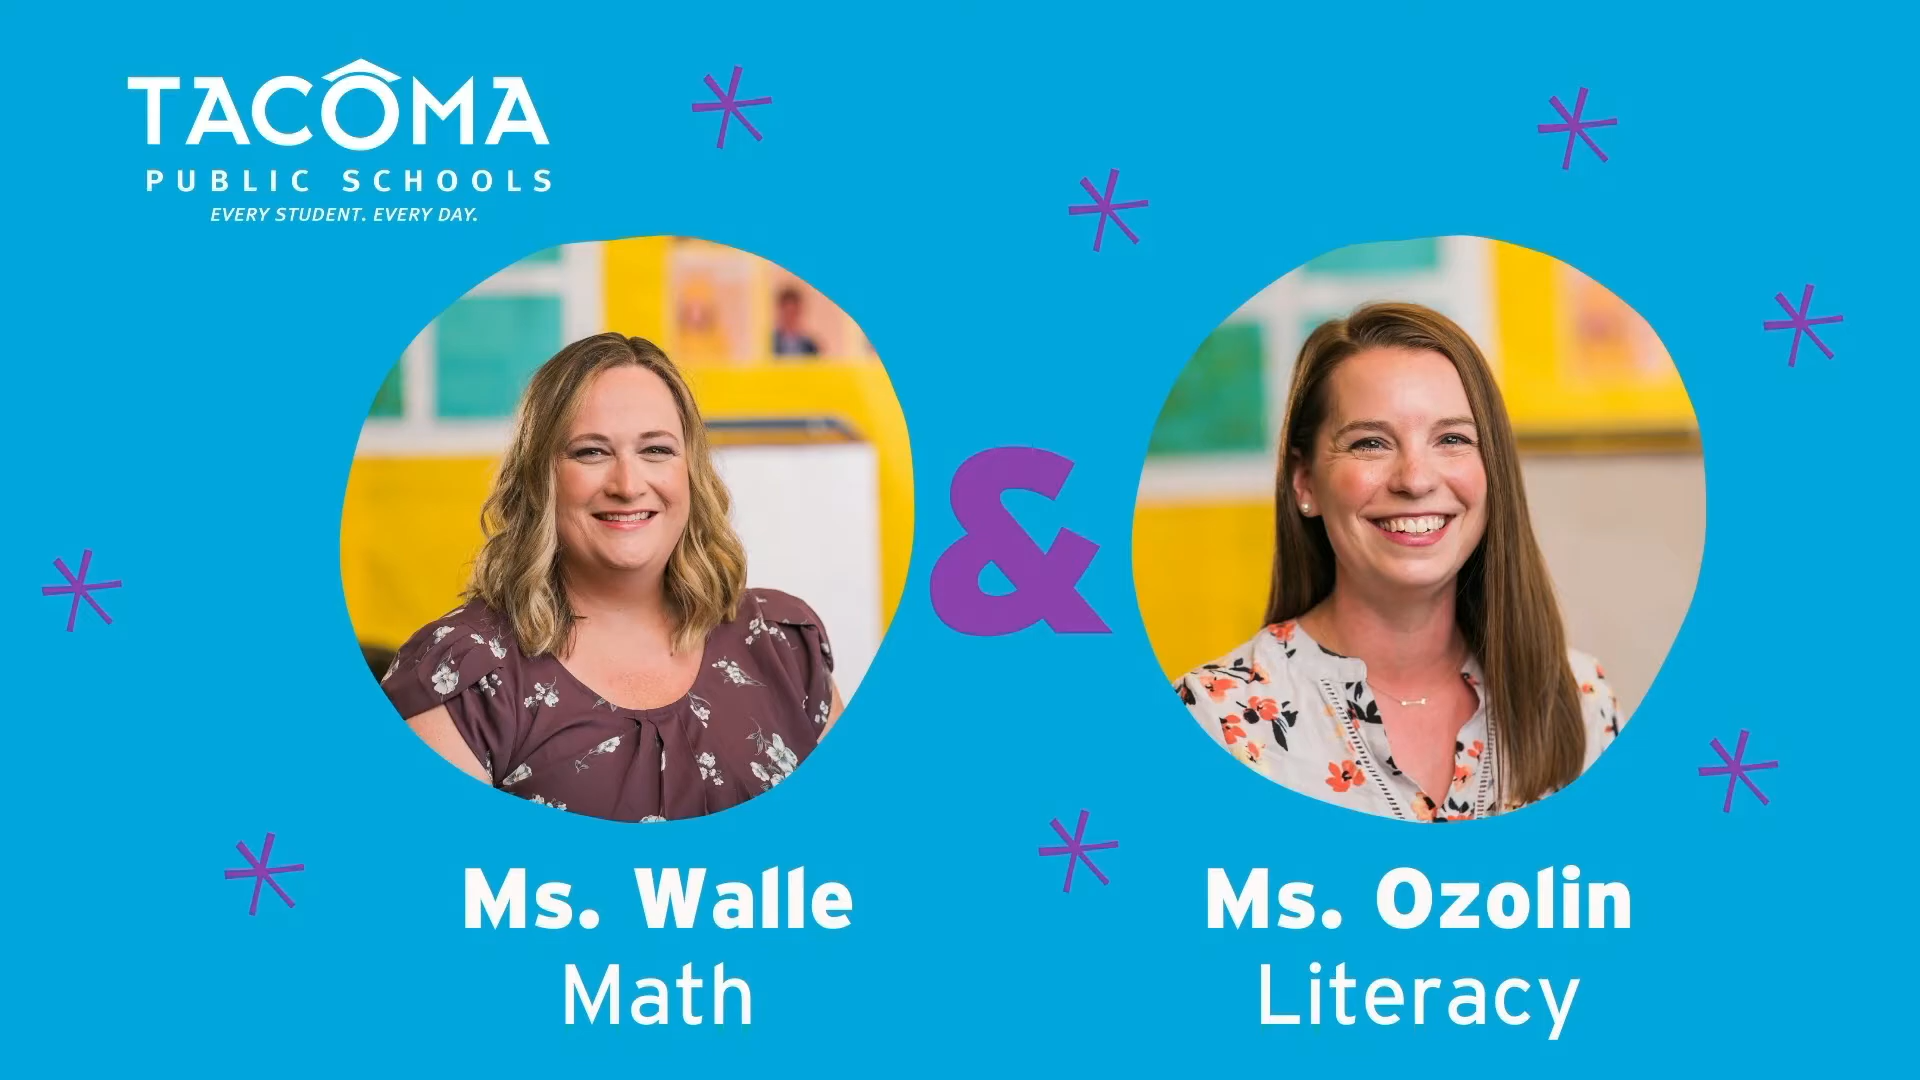 TACOMA
PUBLIC SCHOOLS
EVERY STUDENT. EVERY DAY.
&
Ms. Walle
Math
Ms. Ozolin
Literacy